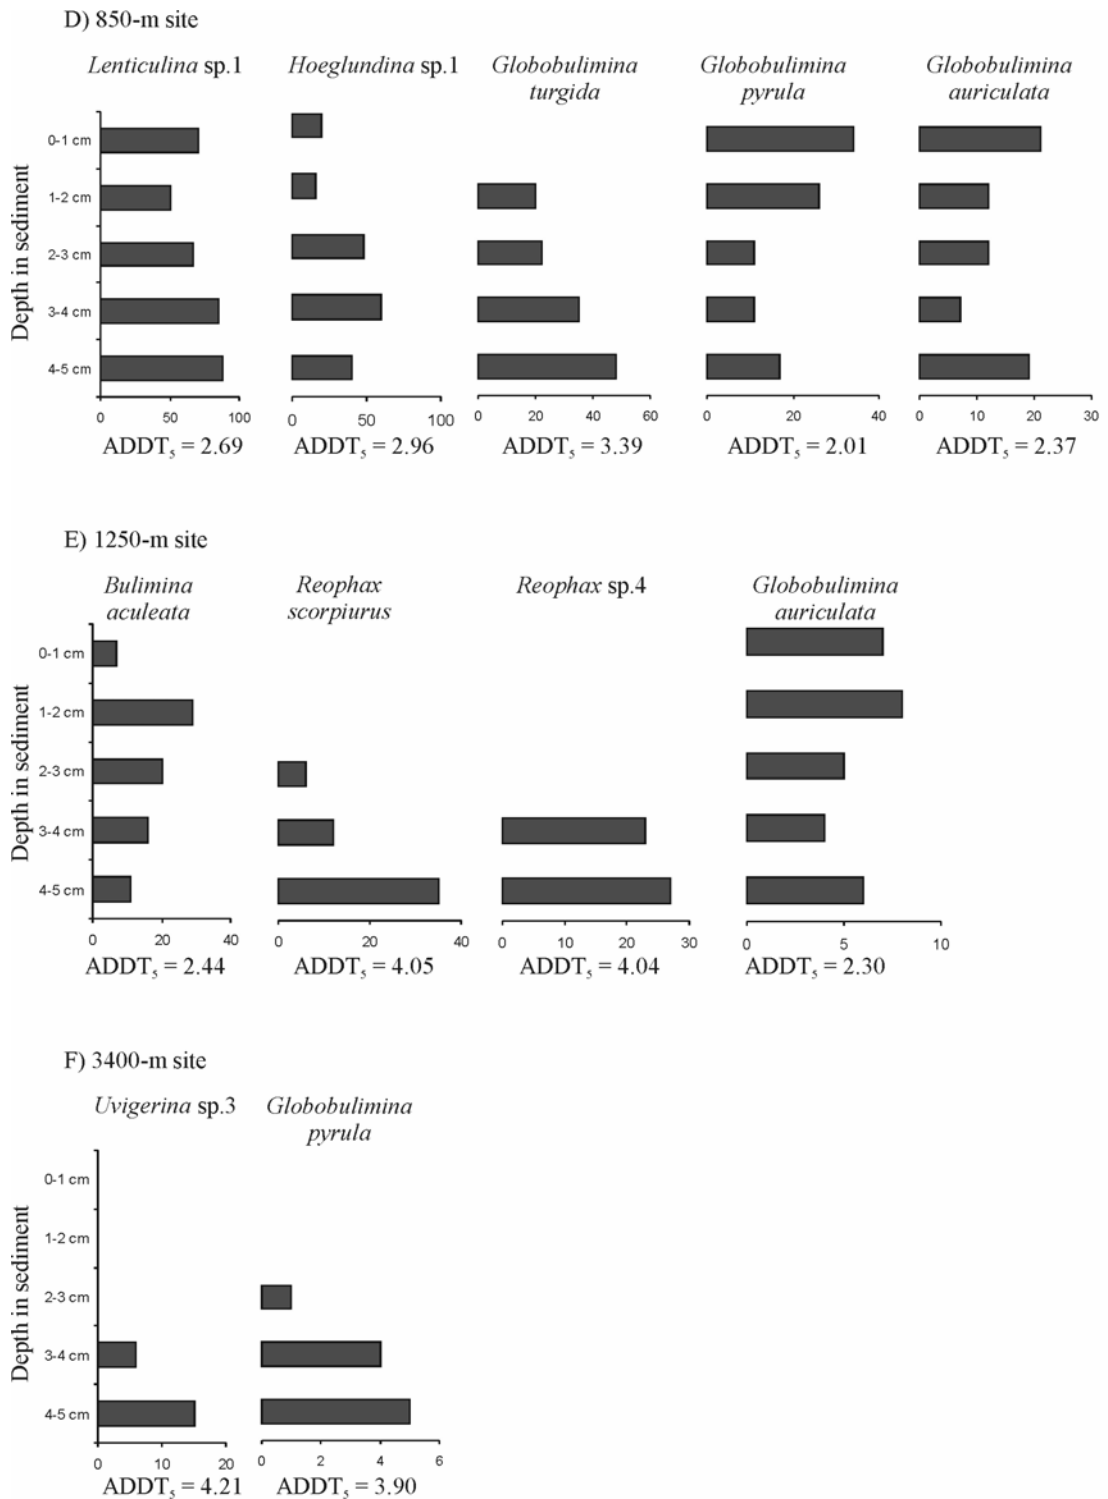 D) 850-m site
Lenticulina sp.1 Hoeglundina sp.1 Globobulimina turgida Globobulimina pyrula Globobulimina auriculata
Depth in sediment
0-1 cm
1-2 cm
2-3 cm
3-4 cm
4-5 cm
0 50 100 0 50 100 0 20 40 60 0 20 40 0 10 20 30
ADDT5 = 2.69 ADDT5 = 2.96 ADDT5 = 3.39 ADDT5 = 2.01 ADDT5 = 2.37
E) 1250-m site
Bulimina aculeata Reophax scorpiurus Reophax sp.4 Globobulimina auriculata
Depth in sediment
0-1 cm
1-2 cm
2-3 cm
3-4 cm
4-5 cm
0 20 40 0 20 40 0 10 20 30 0 5 10
ADDT5 = 2.44 ADDT5 = 4.05 ADDT5 = 4.04 ADDT5 = 2.30
F) 3400-m site
Uvigerina sp.3 Globobulimina pyrula
Depth in sediment
0-1 cm
1-2 cm
2-3 cm
3-4 cm
4-5 cm
0 10 20 0 2 4 6
ADDT5 = 4.21 ADDT5 = 3.90